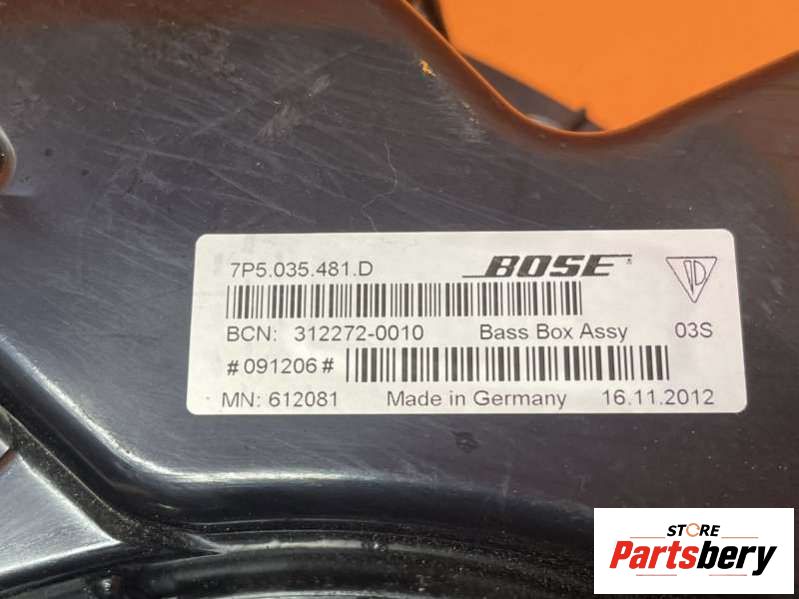 7P5.035.481.D BOSE®
BCN: 312272-0010 Bass Box Assy 03S
#091206#
MN: 612081 Made in Germany 16.11.2012
STORE
Partsbery